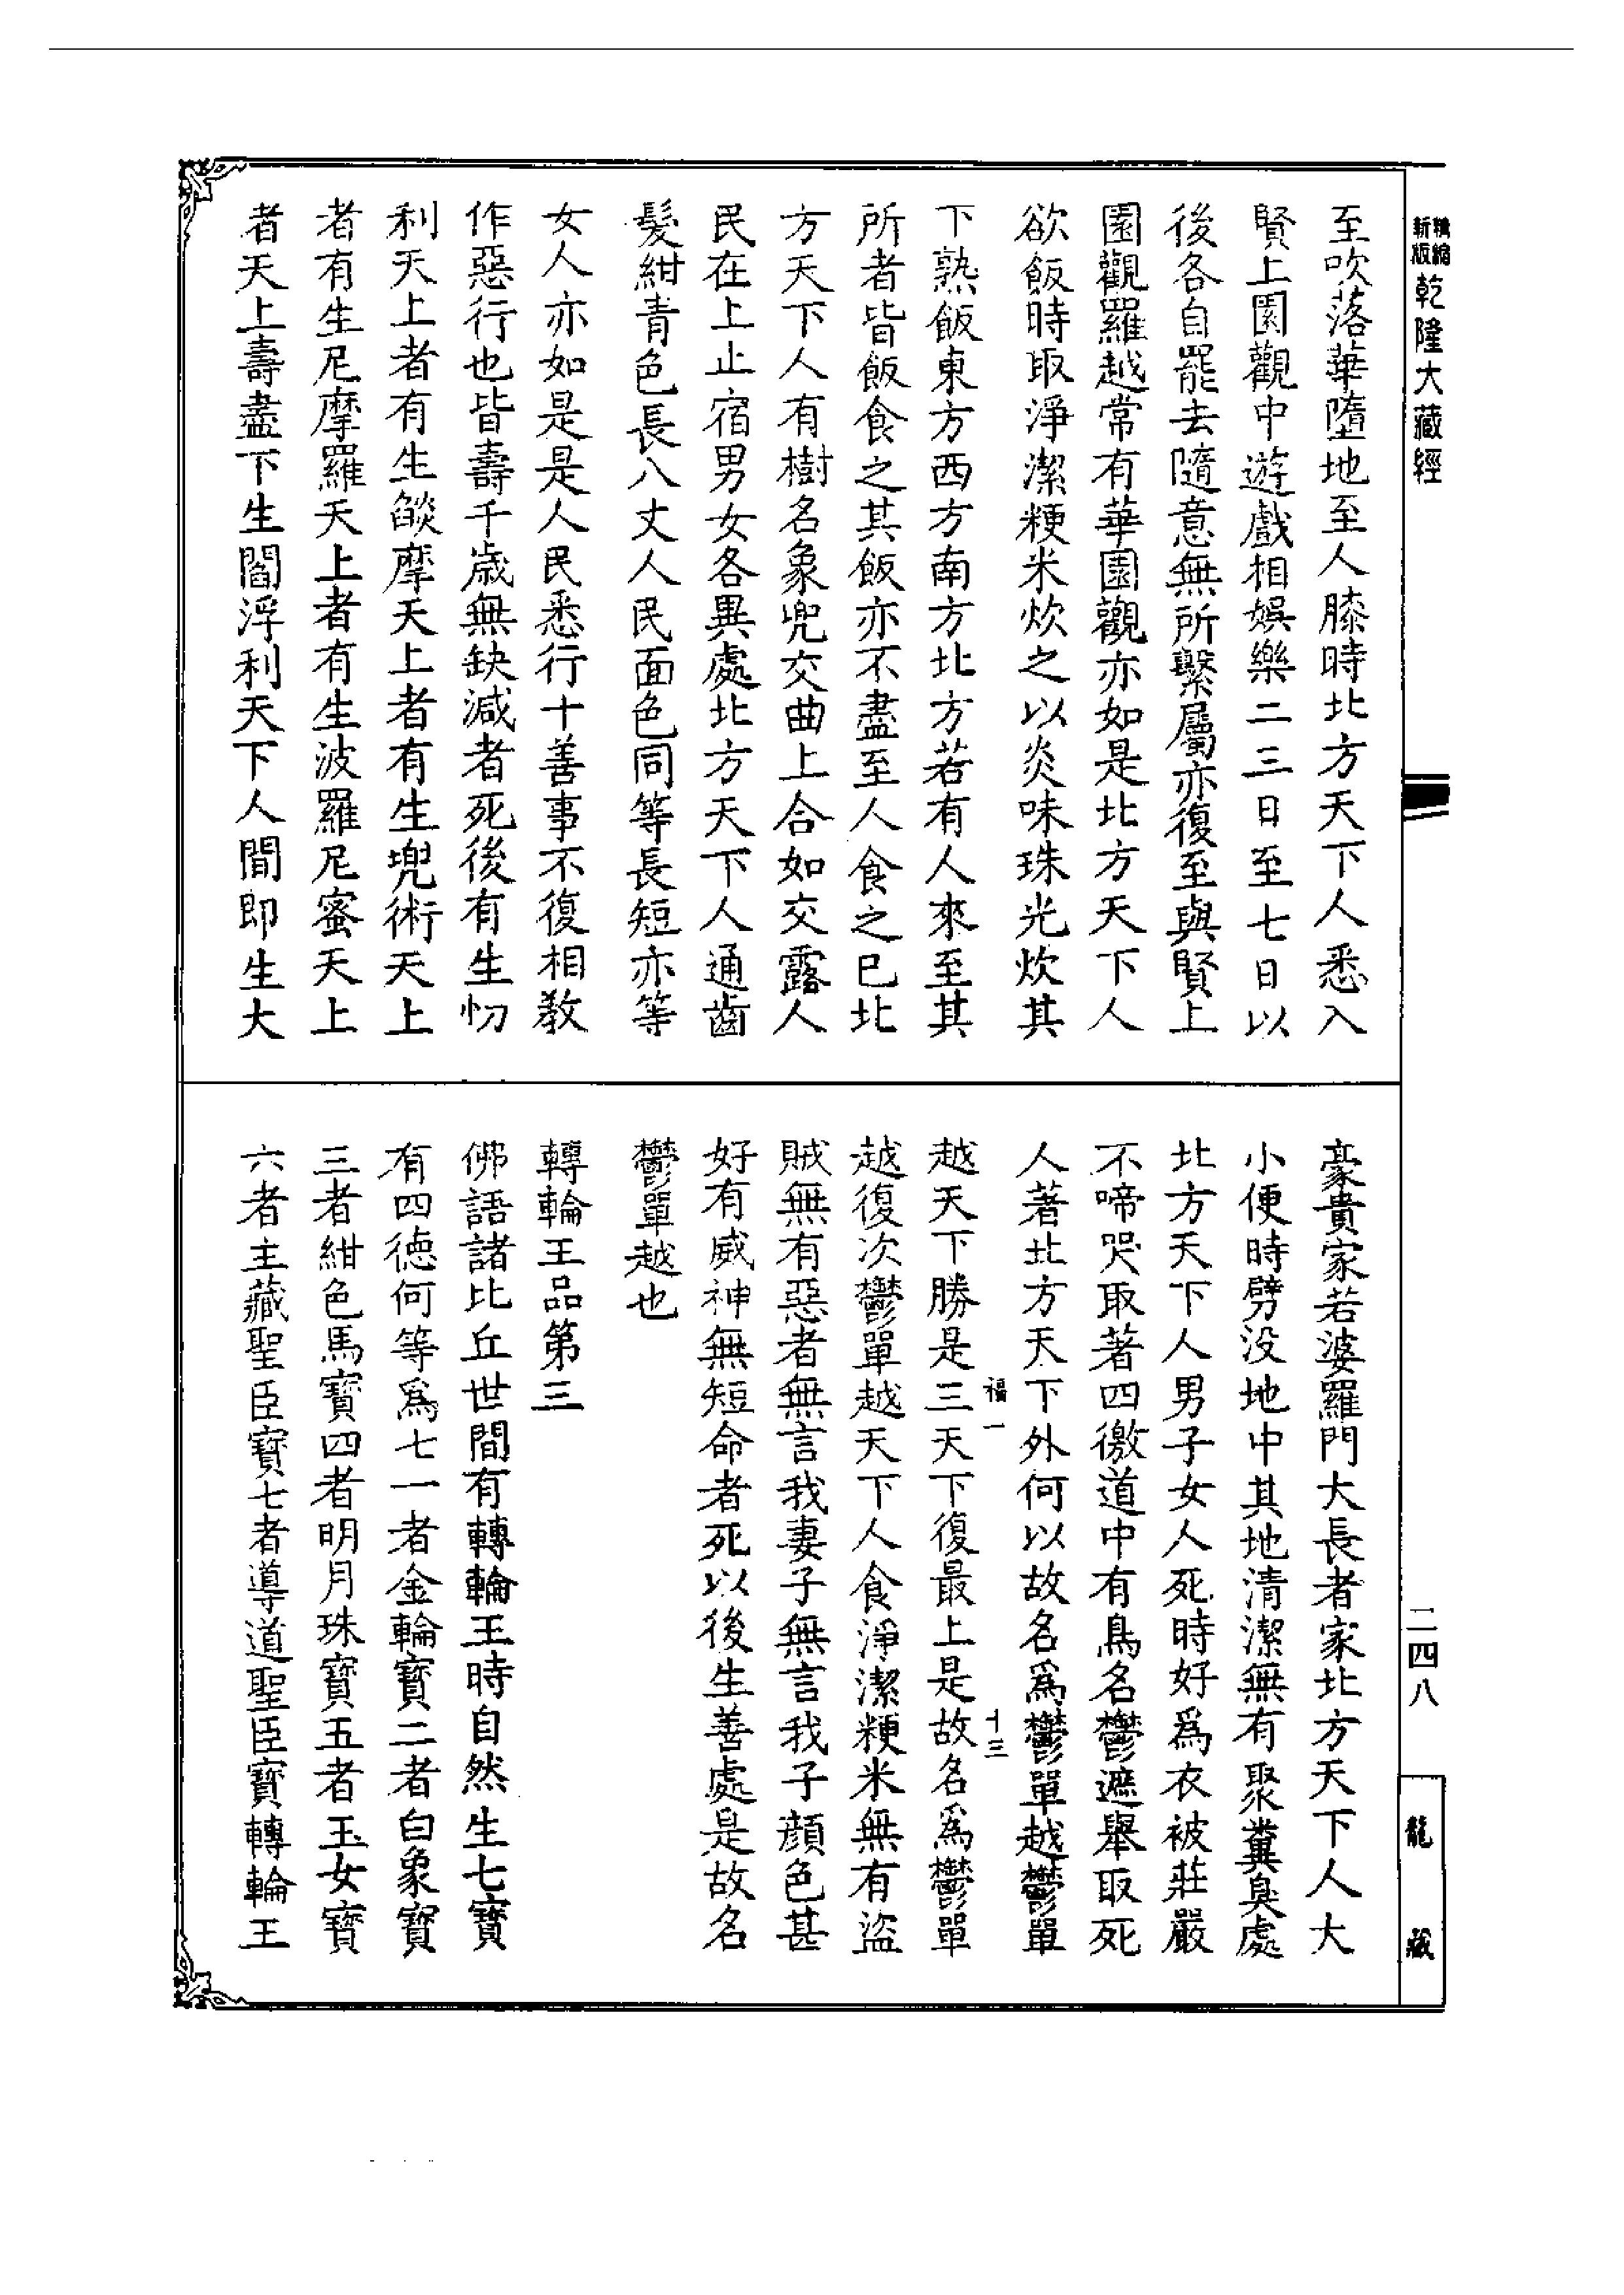 精縮新版乾隆大藏經
至吹落華墮地至人膝時北方天下人悉入
賢上園觀中遊戲相娛樂二三日至七日以
後各自罷去隨意無所繫屬亦復至與賢上
園觀羅越常有華園觀亦如是北方天下人
欲飯時取淨潔粳米炊之以炎味珠光炊其
下熟飯東方西方南方北方若有人來至其
所者皆飯食之其飯亦不盡至人食之已北
方天下人有樹名象兜交曲上合如交露人
民在上止宿男女各異處北方天下人通齒
髮紺青色長八丈人民面色同等長短亦等
女人亦如是是人民悉行十善事不復相教
作惡行也皆壽千歲無缺減者死後有生忉
利天上者有生𦦨摩天上者有生兜術天上
者有生尼摩羅天上者有生波羅尼蜜天上
者天上壽盡下生閻浮利天下人間即生大
豪貴家若婆羅門大長者家北方天下人大
小便時劈没地中其地清潔無有聚糞臭處
北方天下人男子女人死時好為衣被莊嚴
不啼哭取著四徼道中有鳥名鬱遮舉取死
人著北方天下外何以故名為鬱單越鬱單
福一
十三
越天下勝是三天下復最上是故名為鬱單
越復次鬱單越天下人食淨潔粳米無有盜
賊無有惡者無言我妻子無言我子顏色甚
好有威神無短命者死以後生善處是故名
鬱單越也
轉輪王品第三
佛語諸比丘世間有轉輪王時自然生七寳
有四德何等為七一者金輪寳二者白象寳
三者紺色馬寳四者明月珠寳五者玉女寳
六者主藏聖臣寳七者導道聖臣寳轉輪王
二四八
龍藏